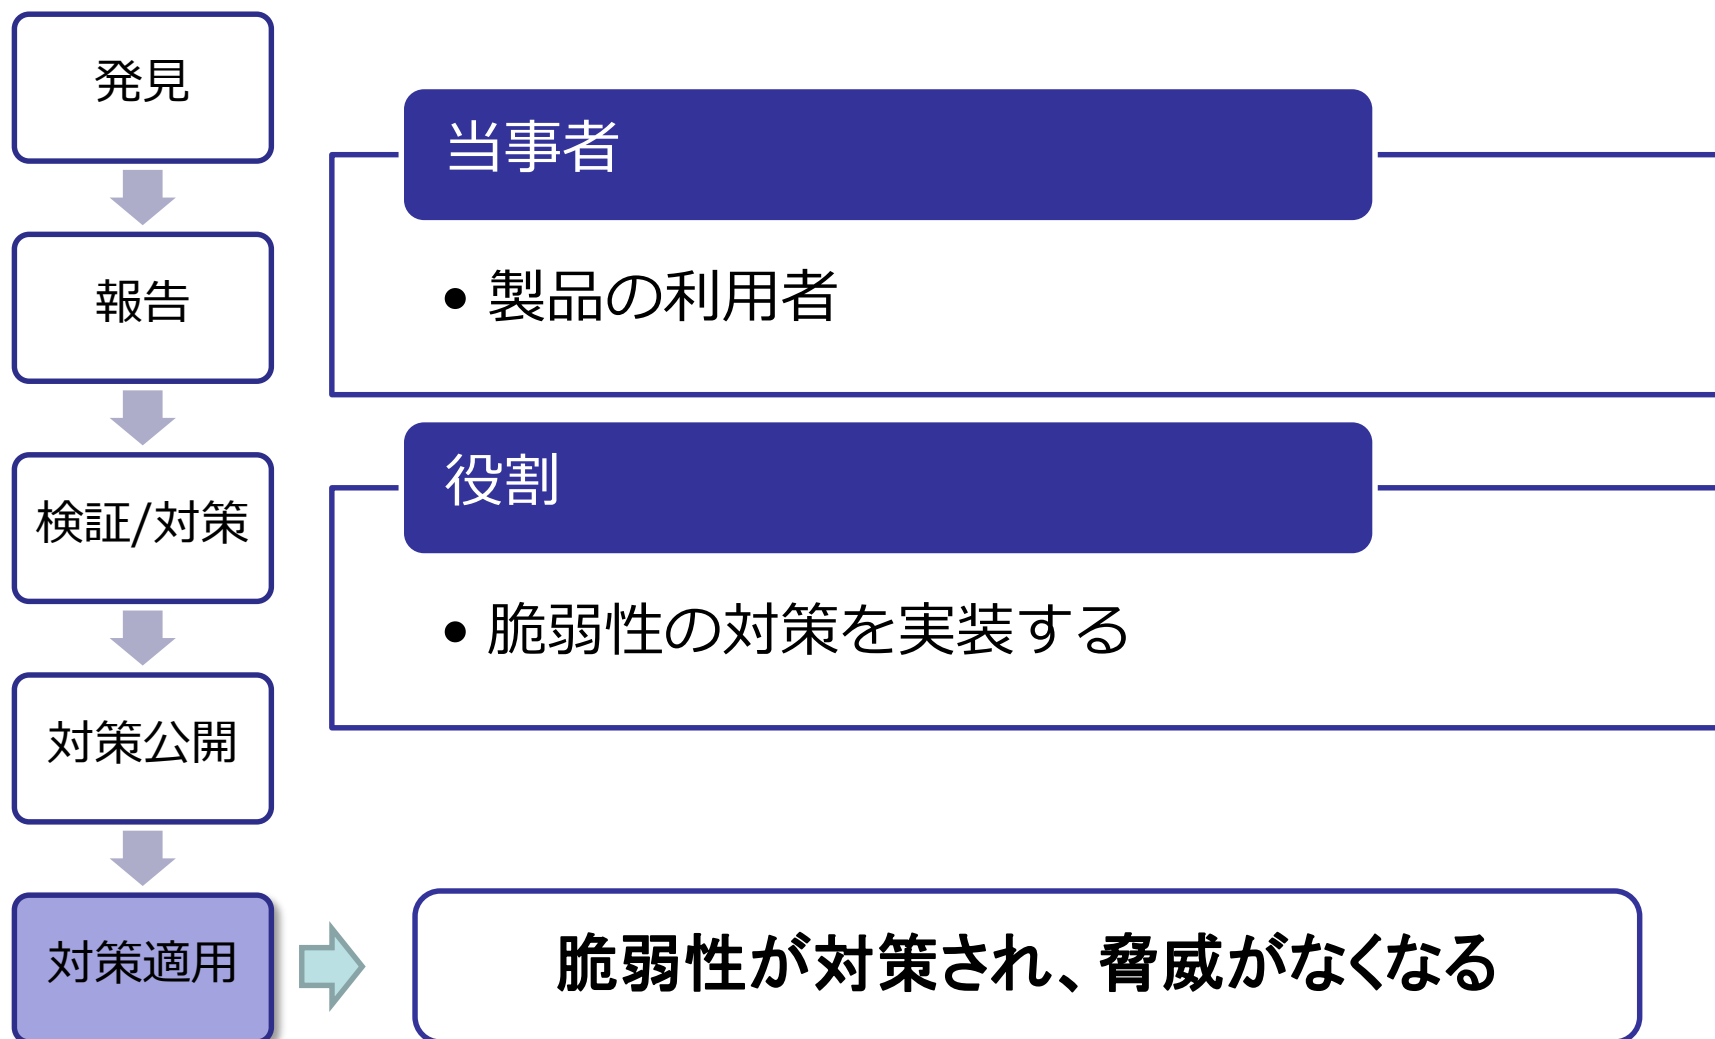 発見
報告
検証/対策
対策公開
対策適用
当事者
• 製品の利用者
役割
• 脆弱性の対策を実装する
脆弱性が対策され、脅威がなくなる